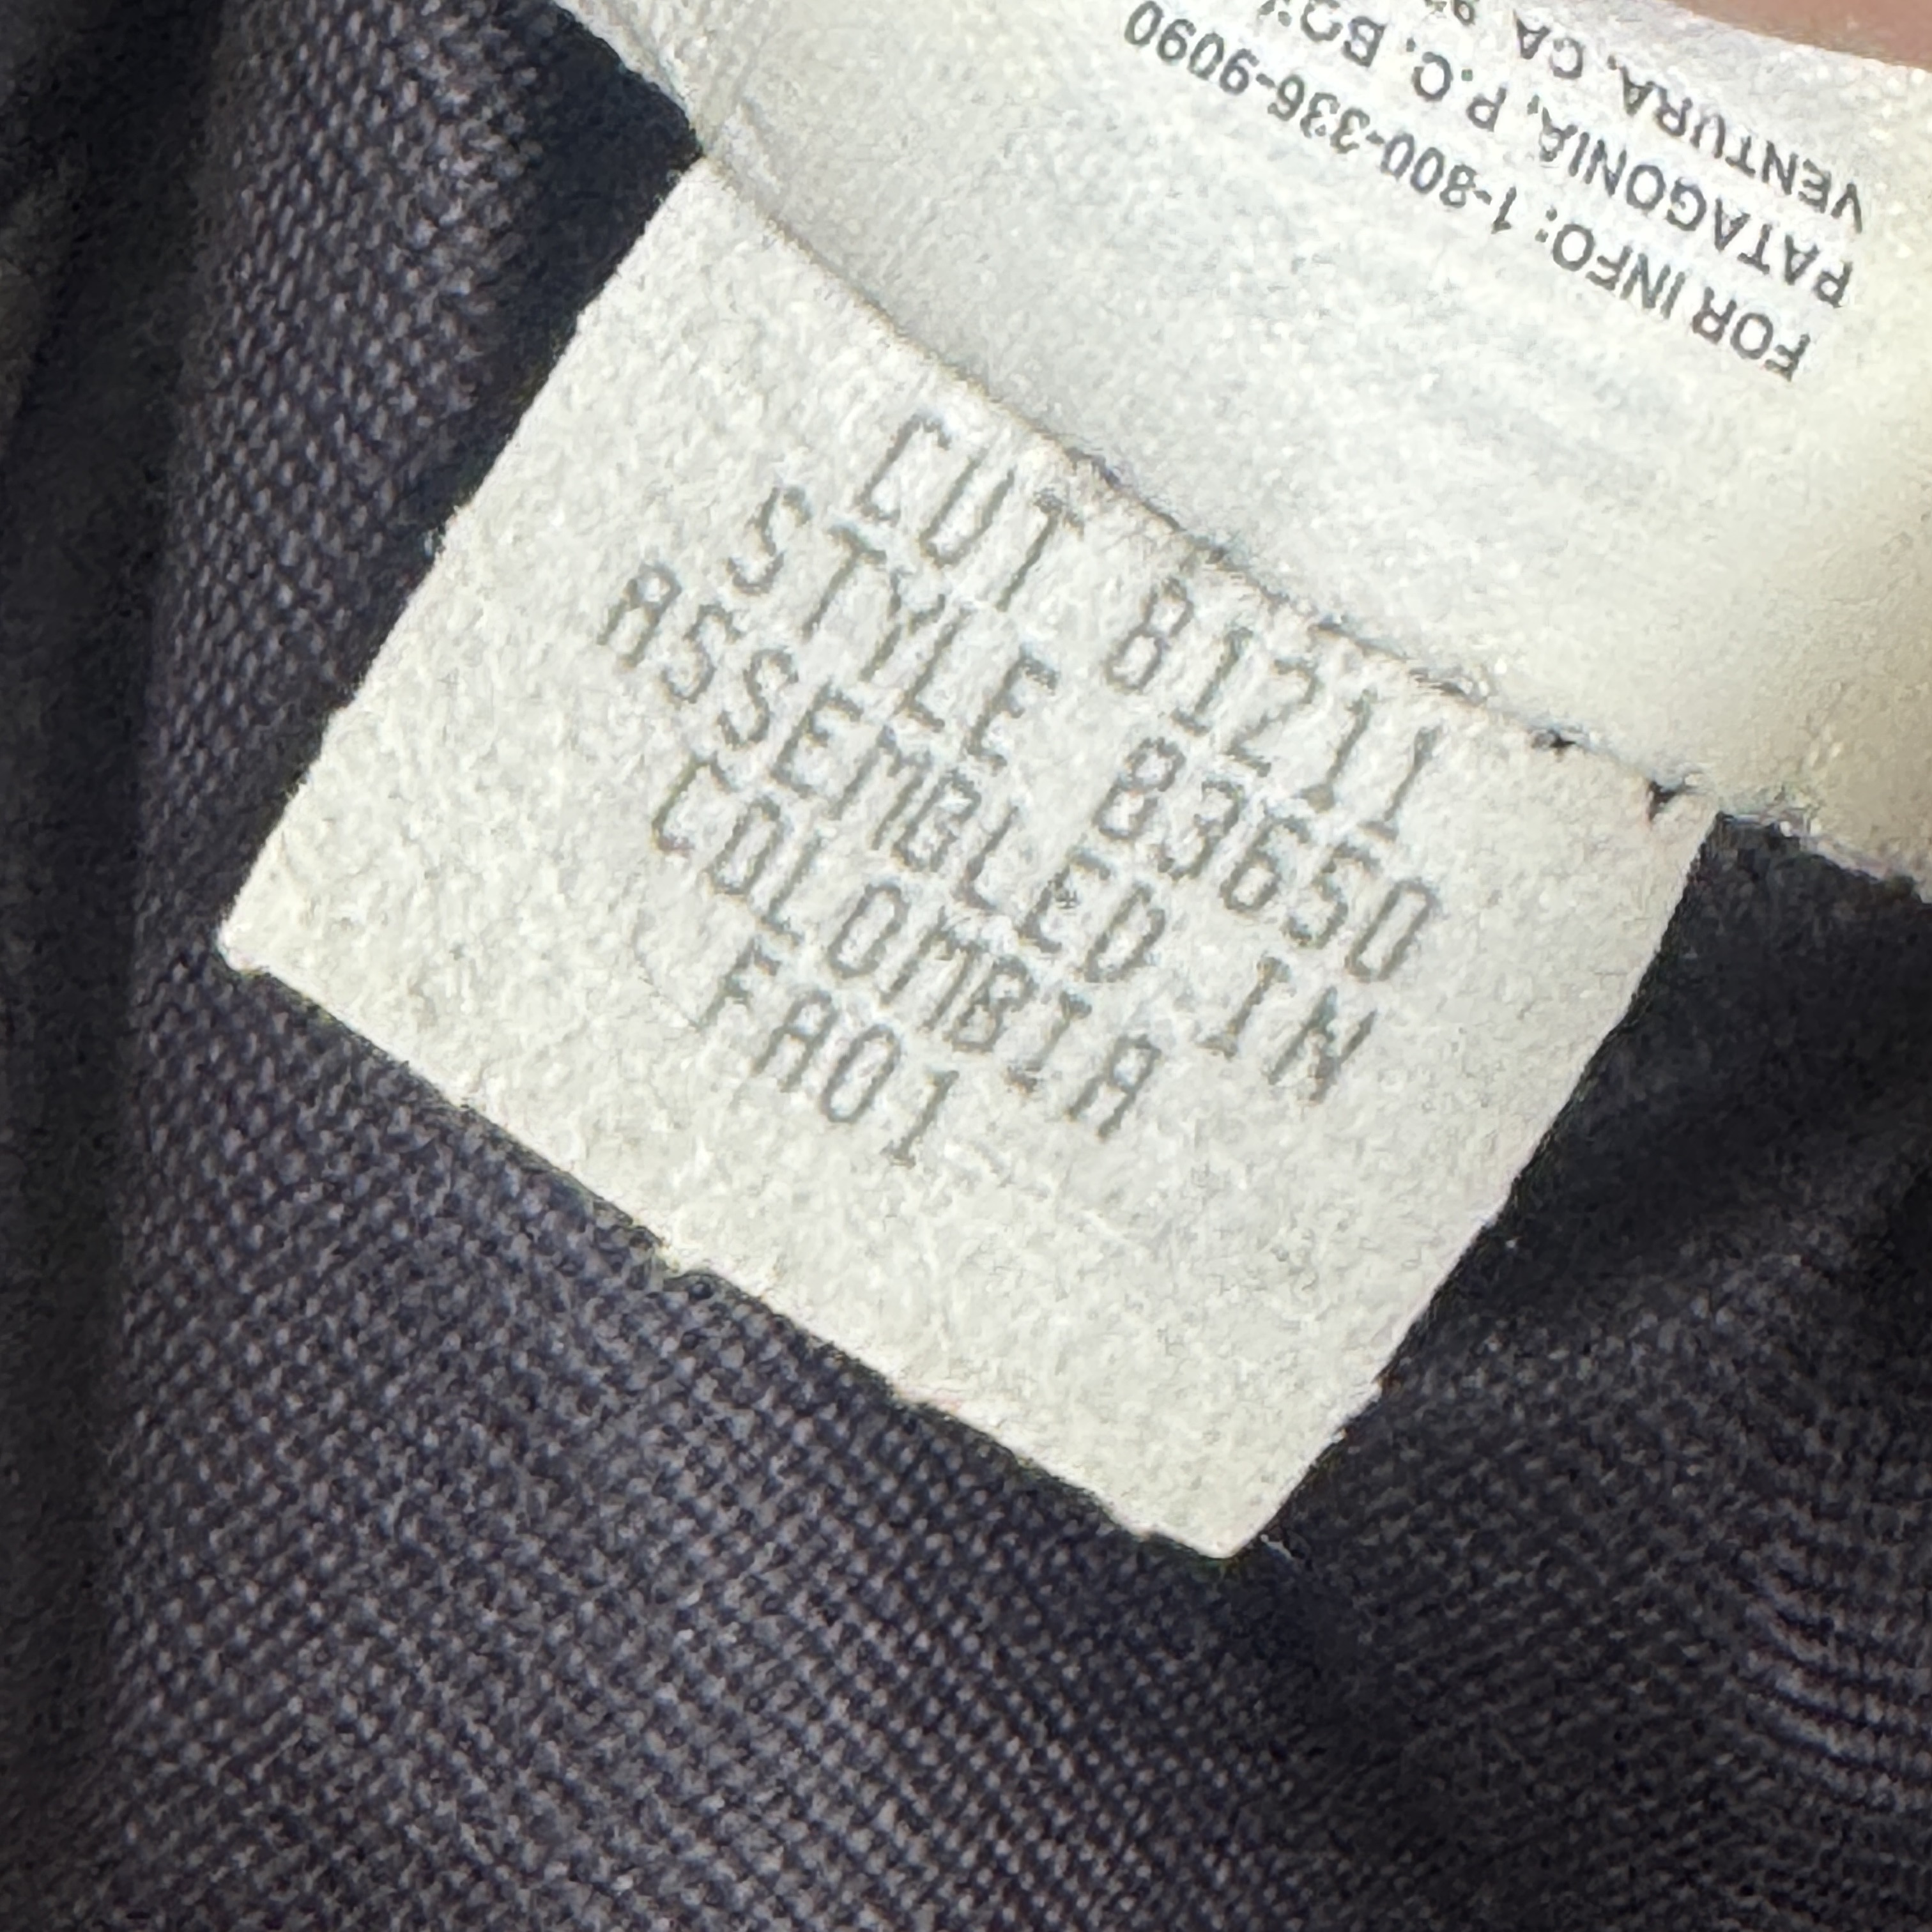 CUT 81211
STYLE 83650
ASSEMBLED IN
COLOMBIA
FA01
FOR INFO: 1-800-336-9090
PATAGONIA, P.O. BOX
VENTURA, CA